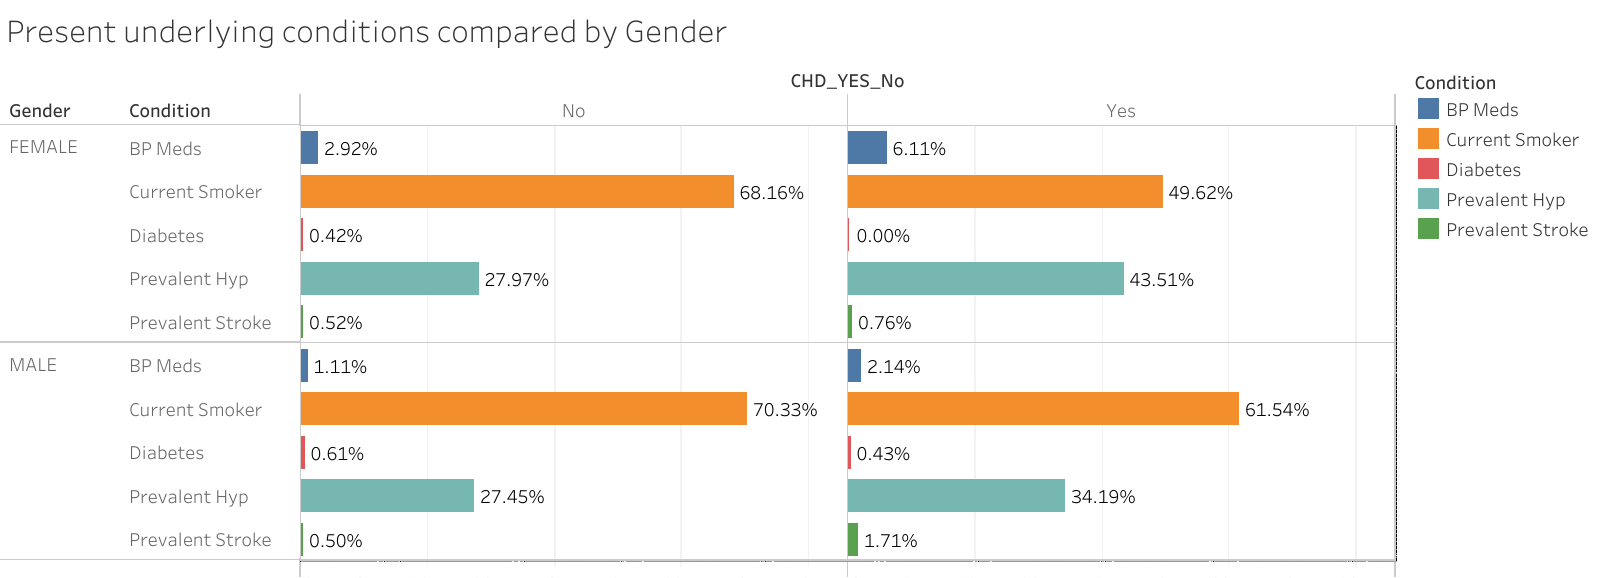 Present underlying conditions compared by Gender
CHD_YES_No
Gender Condition No Yes
FEMALE BP Meds 2.92% 6.11%
Current Smoker 68.16% 49.62%
Diabetes 0.42% 0.00%
Prevalent Hyp 27.97% 43.51%
Prevalent Stroke 0.52% 0.76%
MALE BP Meds 1.11% 2.14%
Current Smoker 70.33% 61.54%
Diabetes 0.61% 0.43%
Prevalent Hyp 27.45% 34.19%
Prevalent Stroke 0.50% 1.71%
Condition
BP Meds
Current Smoker
Diabetes
Prevalent Hyp
Prevalent Stroke